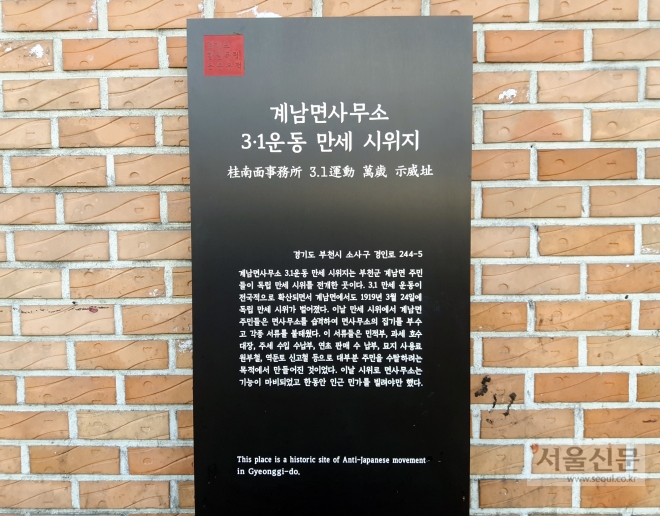 계남면사무소
3·1운동 만세 시위지
桂南面事務所 3.1運動 萬歲 示威址
경기도 부천시 소사구 경인로 244-5
계남면사무소 3.1운동 만세 시위지는 부천군 계남면 주민
들이 독립 만세 시위를 전개한 곳이다. 3.1 만세 운동이
전국적으로 확산되면서 계남면에서도 1919년 3월 24일에
독립 만세 시위가 벌어졌다. 이날 만세 시위에서 계남면
주민들은 면사무소를 습격하여 면사무소의 집기를 부수
고 각종 서류를 불태웠다. 이 서류들은 민적부, 과세 호수
대장, 주세 수입 수납부, 연초 판매 수 납부, 묘지 사용료
원부철, 역둔토 신고철 등으로 대부분 주민을 수탈하려는
목적에서 만들어진 것이었다. 이날 시위로 면사무소는
기능이 마비되었고 한동안 인근 민가를 빌려야만 했다.
This place is a historic site of Anti-Japanese movement
in Gyeonggi-do.
서울신문
www.seoul.co.kr